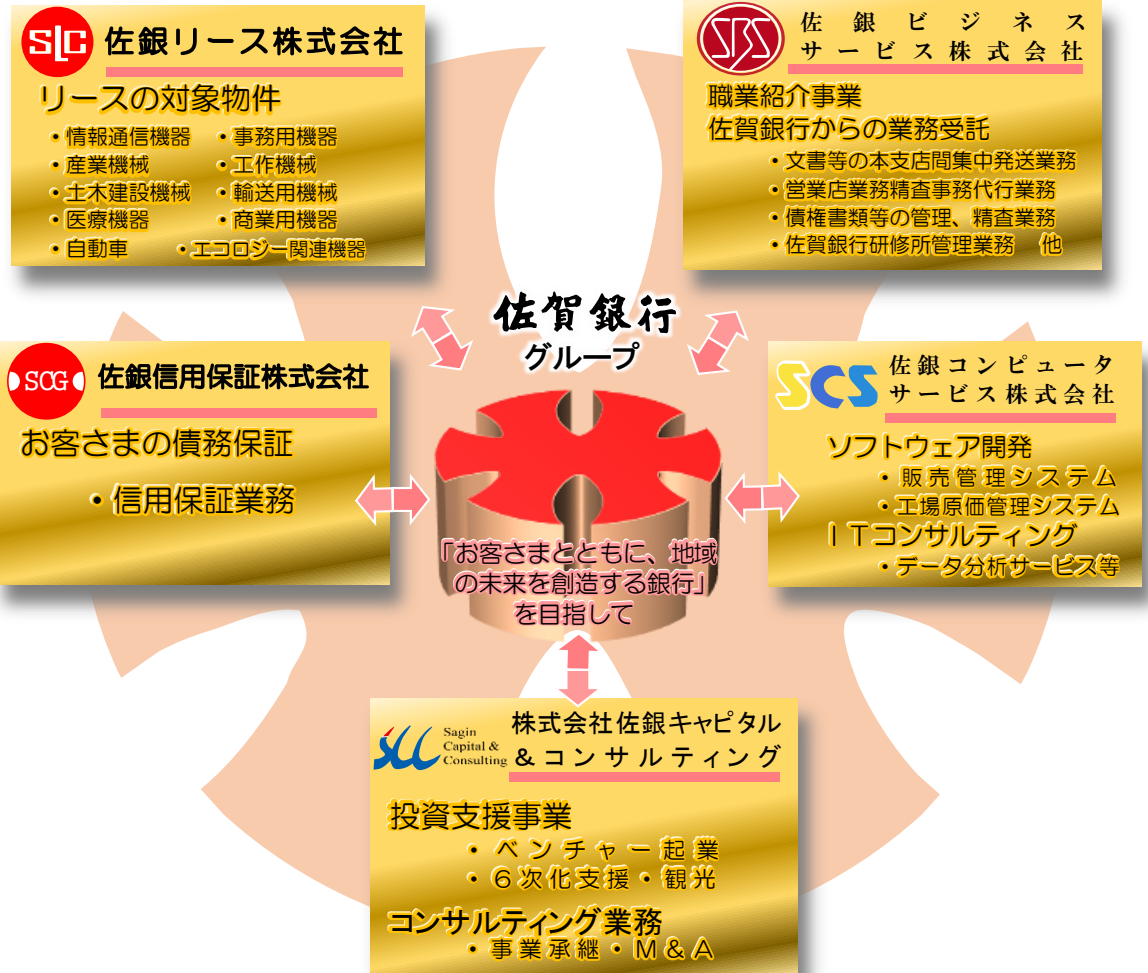 SLC 佐銀リース株式会社
リースの対象物件
・情報通信機器 ・事務用機器
・産業機械 ・工作機械
・土木建設機械 ・輸送用機械
・医療機器 ・商業用機器
・自動車 ・エコロジー関連機器
SBS 佐銀ビジネス
サービス株式会社
職業紹介事業
佐賀銀行からの業務受託
・文書等の本支店間集中発送業務
・営業店業務精査事務代行業務
・債権書類等の管理、精査業務
・佐賀銀行研修所管理業務 他
佐賀銀行
グループ
SCG 佐銀信用保証株式会社
お客さまの債務保証
・信用保証業務
SCS 佐銀コンピュータ
サービス株式会社
ソフトウェア開発
・販売管理システム
・工場原価管理システム
ＩＴコンサルティング
・データ分析サービス等
「お客さまとともに、地域
の未来を創造する銀行」
を目指して
SCC
Sagin
Capital &
Consulting
株式会社佐銀キャピタル
＆コンサルティング
投資支援事業
・ベンチャー起業
・６次化支援・観光
コンサルティング業務
・事業承継・Ｍ＆Ａ